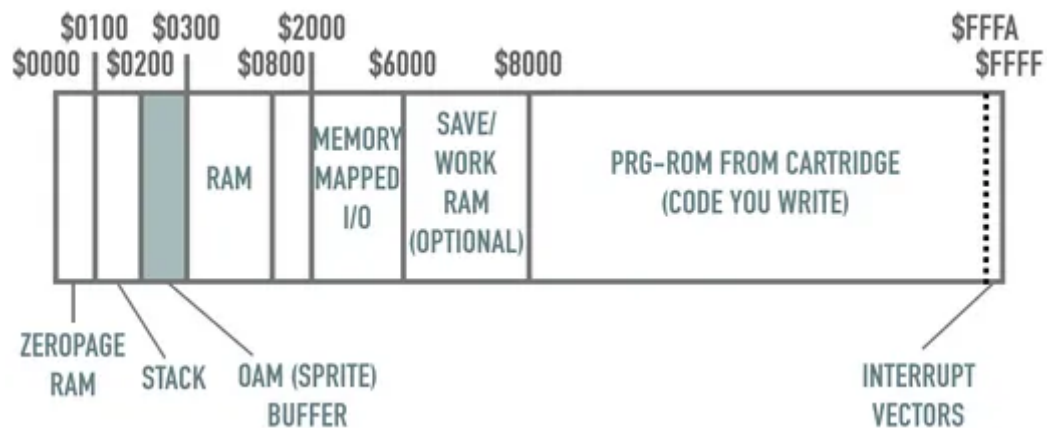 $0100 $0300 $2000 $FFFA
$0000 $0200 $0800 $6000 $8000 $FFFF
RAM
MEMORY
MAPPED
I/O
SAVE/
WORK
RAM
(OPTIONAL)
PRG-ROM FROM CARTRIDGE
(CODE YOU WRITE)
ZEROPAGE
RAM
STACK
OAM (SPRITE)
BUFFER
INTERRUPT
VECTORS